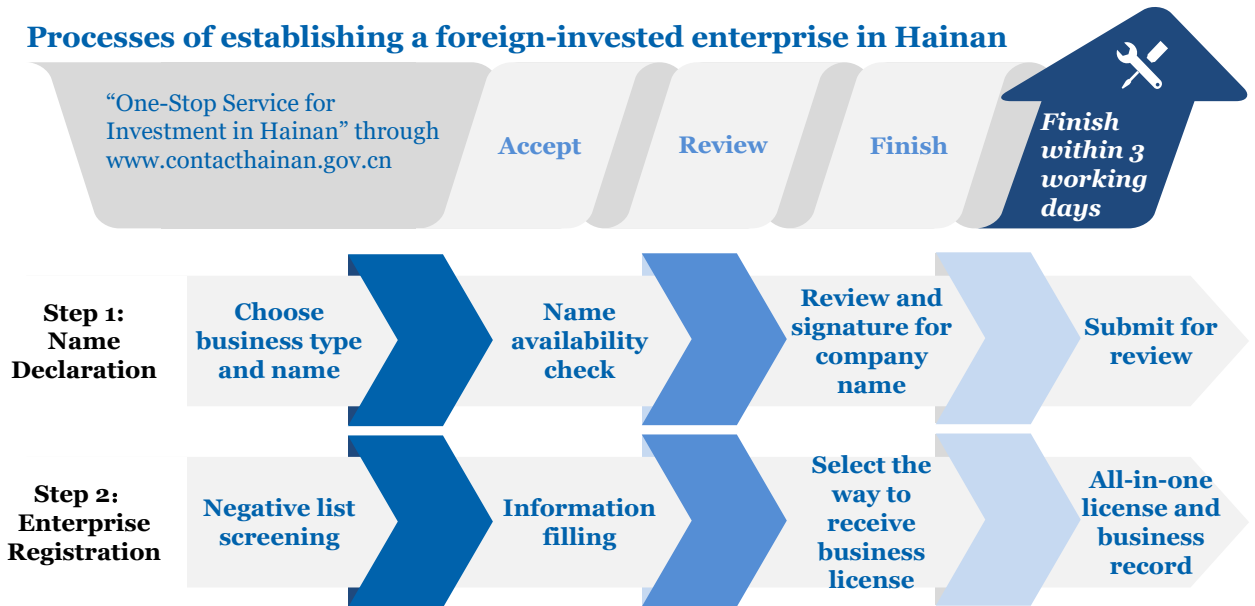 Processes of establishing a foreign-invested enterprise in Hainan
“One-Stop Service for
Investment in Hainan” through
www.contacthainan.gov.cn
Accept
Review
Finish
Finish
within 3
working
days
Step 1:
Name
Declaration
Choose
business type
and name
Name
availability
check
Review and
signature for
company
name
Submit for
review
Step 2:
Enterprise
Registration
Negative list
screening
Information
filling
Select the
way to
receive
business
license
All-in-one
license and
business
record